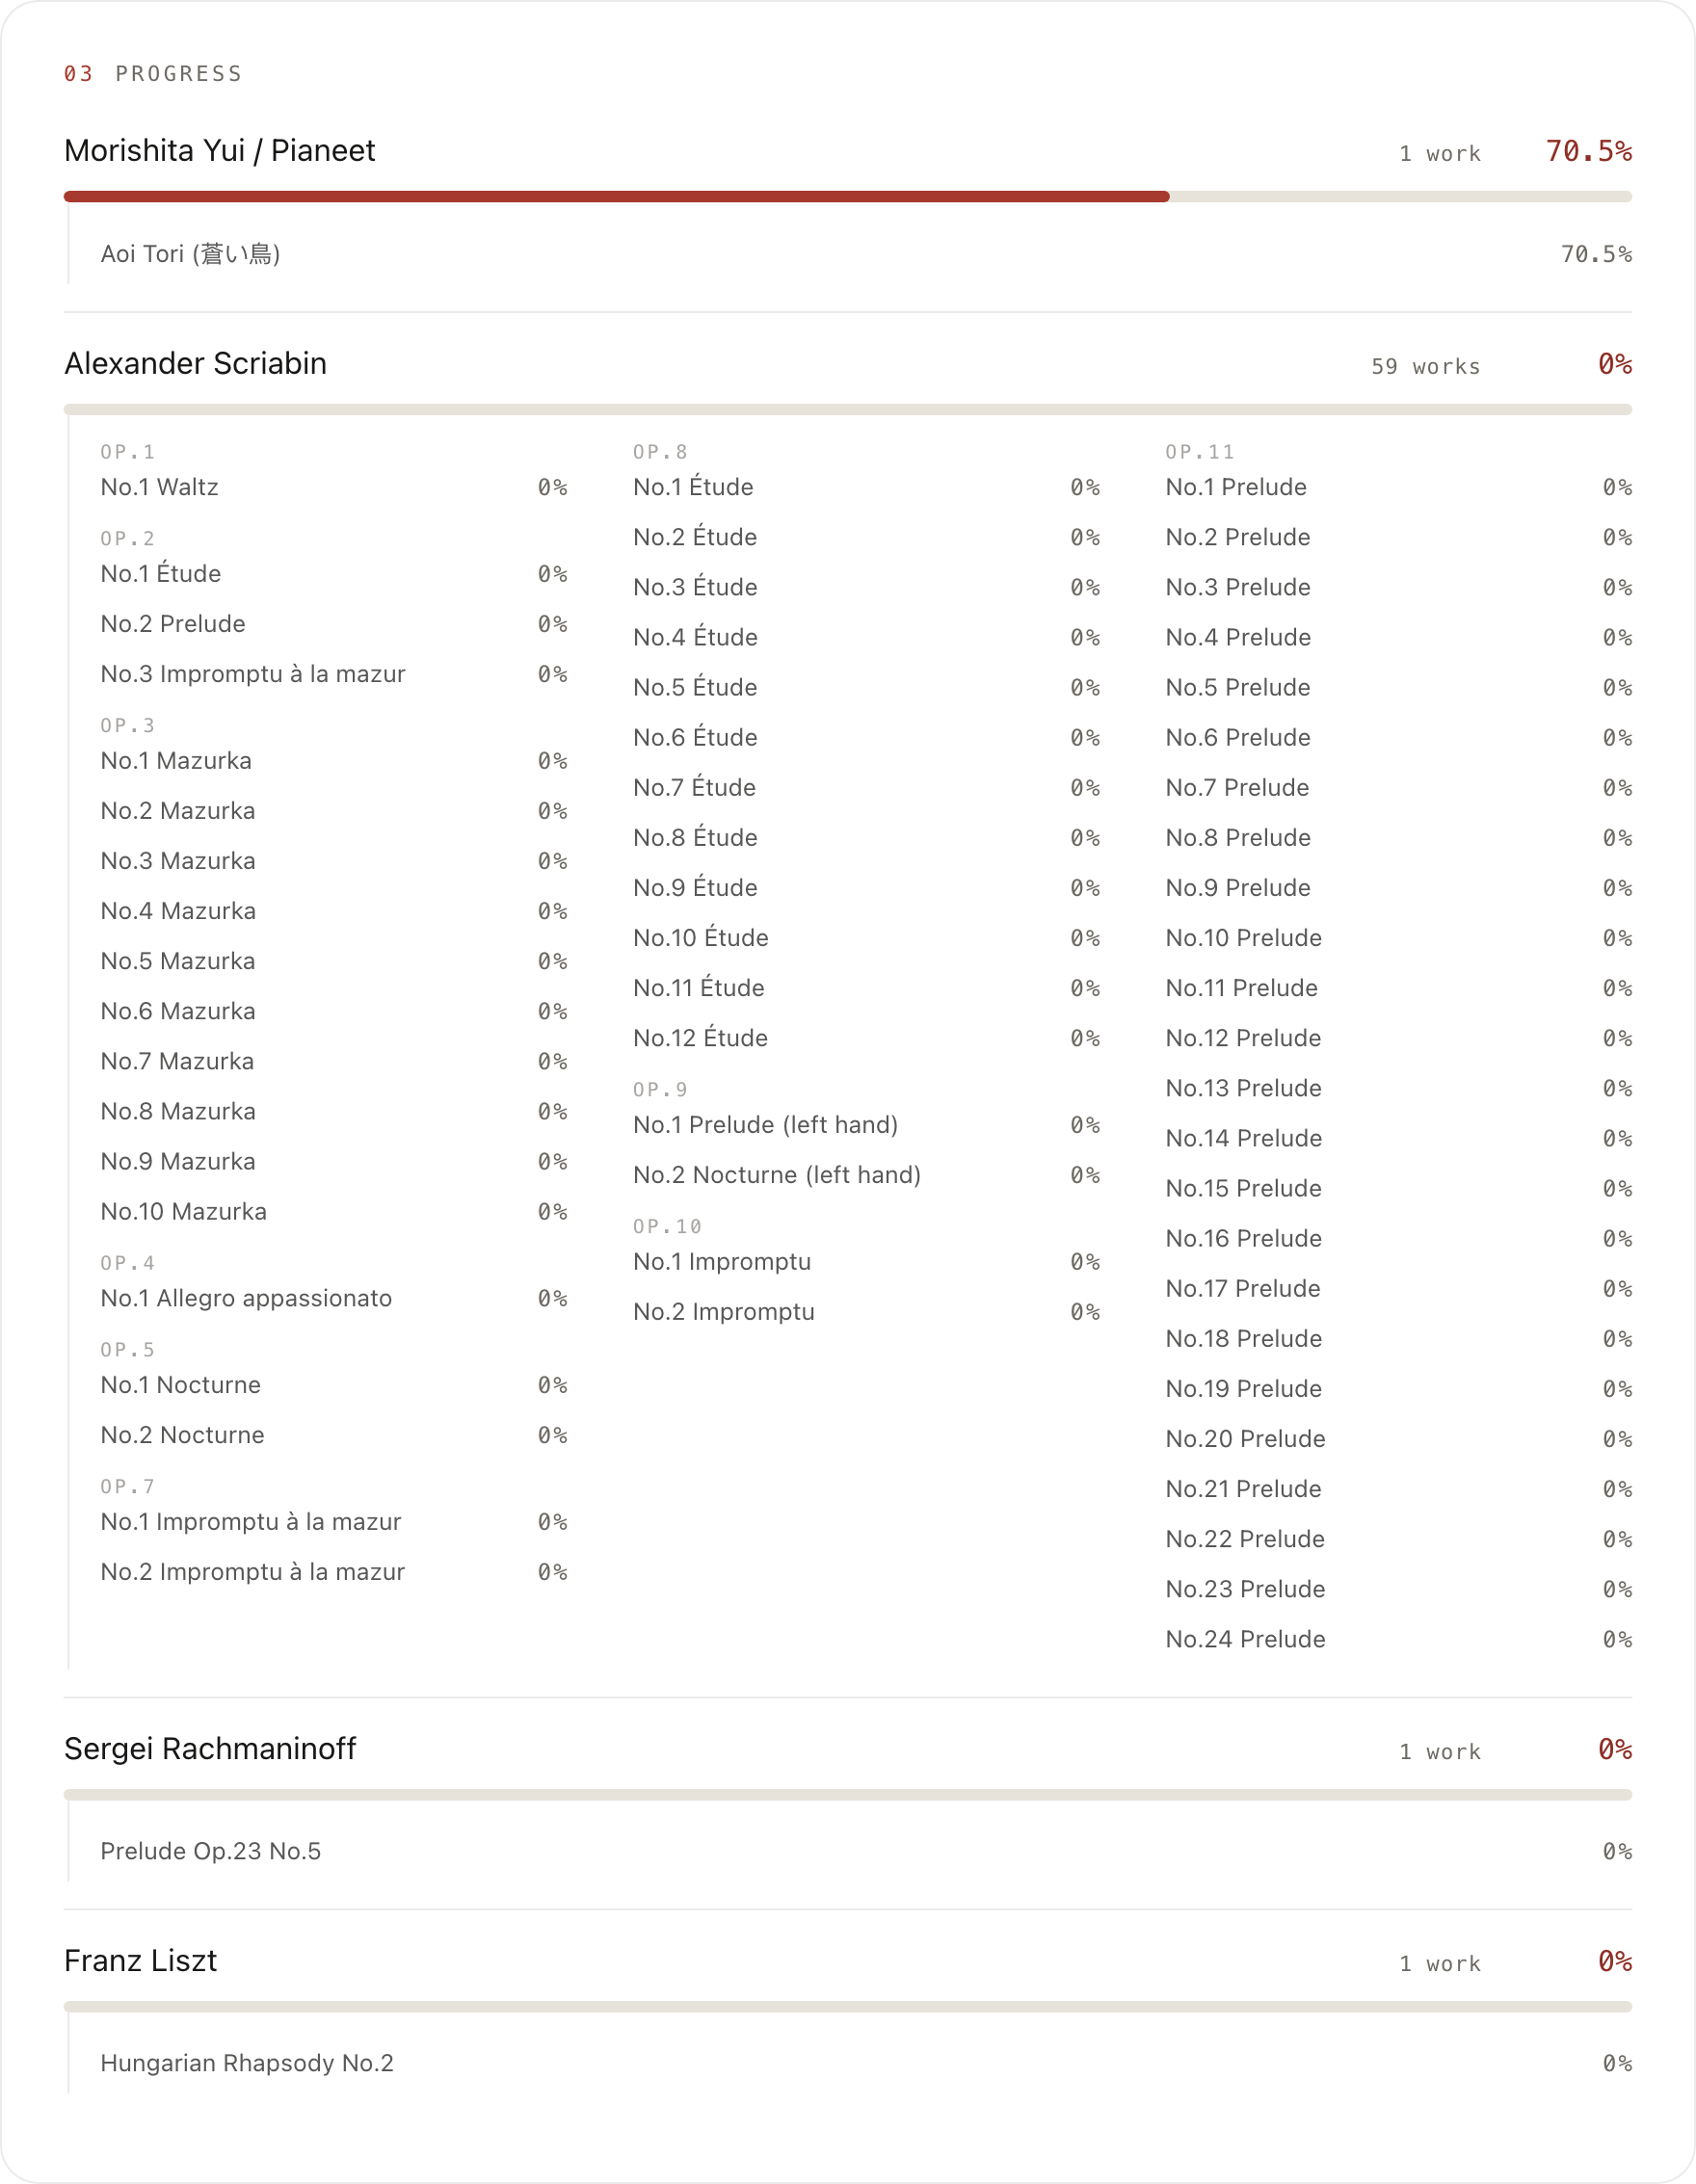 03 PROGRESS
Morishita Yui / Pianeet 1 work 70.5%
Aoi Tori (蒼い鳥) 70.5%
Alexander Scriabin 59 works 0%
OP.1
No.1 Waltz 0%
OP.2
No.1 Étude 0%
No.2 Prelude 0%
No.3 Impromptu à la mazur 0%
OP.3
No.1 Mazurka 0%
No.2 Mazurka 0%
No.3 Mazurka 0%
No.4 Mazurka 0%
No.5 Mazurka 0%
No.6 Mazurka 0%
No.7 Mazurka 0%
No.8 Mazurka 0%
No.9 Mazurka 0%
No.10 Mazurka 0%
OP.4
No.1 Allegro appassionato 0%
OP.5
No.1 Nocturne 0%
No.2 Nocturne 0%
OP.7
No.1 Impromptu à la mazur 0%
No.2 Impromptu à la mazur 0%
OP.8
No.1 Étude 0%
No.2 Étude 0%
No.3 Étude 0%
No.4 Étude 0%
No.5 Étude 0%
No.6 Étude 0%
No.7 Étude 0%
No.8 Étude 0%
No.9 Étude 0%
No.10 Étude 0%
No.11 Étude 0%
No.12 Étude 0%
OP.9
No.1 Prelude (left hand) 0%
No.2 Nocturne (left hand) 0%
OP.10
No.1 Impromptu 0%
No.2 Impromptu 0%
OP.11
No.1 Prelude 0%
No.2 Prelude 0%
No.3 Prelude 0%
No.4 Prelude 0%
No.5 Prelude 0%
No.6 Prelude 0%
No.7 Prelude 0%
No.8 Prelude 0%
No.9 Prelude 0%
No.10 Prelude 0%
No.11 Prelude 0%
No.12 Prelude 0%
No.13 Prelude 0%
No.14 Prelude 0%
No.15 Prelude 0%
No.16 Prelude 0%
No.17 Prelude 0%
No.18 Prelude 0%
No.19 Prelude 0%
No.20 Prelude 0%
No.21 Prelude 0%
No.22 Prelude 0%
No.23 Prelude 0%
No.24 Prelude 0%
Sergei Rachmaninoff 1 work 0%
Prelude Op.23 No.5 0%
Franz Liszt 1 work 0%
Hungarian Rhapsody No.2 0%